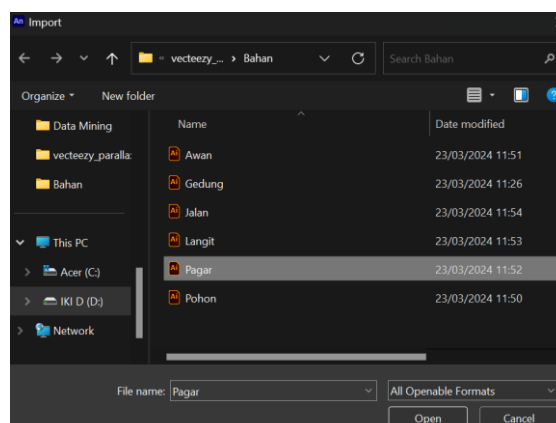 An Import
« vecteezy_... › Bahan
Search Bahan
Organize
New folder
Name
Date modified
Data Mining
vecteezy_paralla:
Bahan
This PC
Acer (C:)
IKI D (D:)
Network
Ai Awan 23/03/2024 11:51
Ai Gedung 23/03/2024 11:26
Ai Jalan 23/03/2024 11:54
Ai Langit 23/03/2024 11:53
Ai Pagar 23/03/2024 11:52
Ai Pohon 23/03/2024 11:50
File name: Pagar
All Openable Formats
Open
Cancel